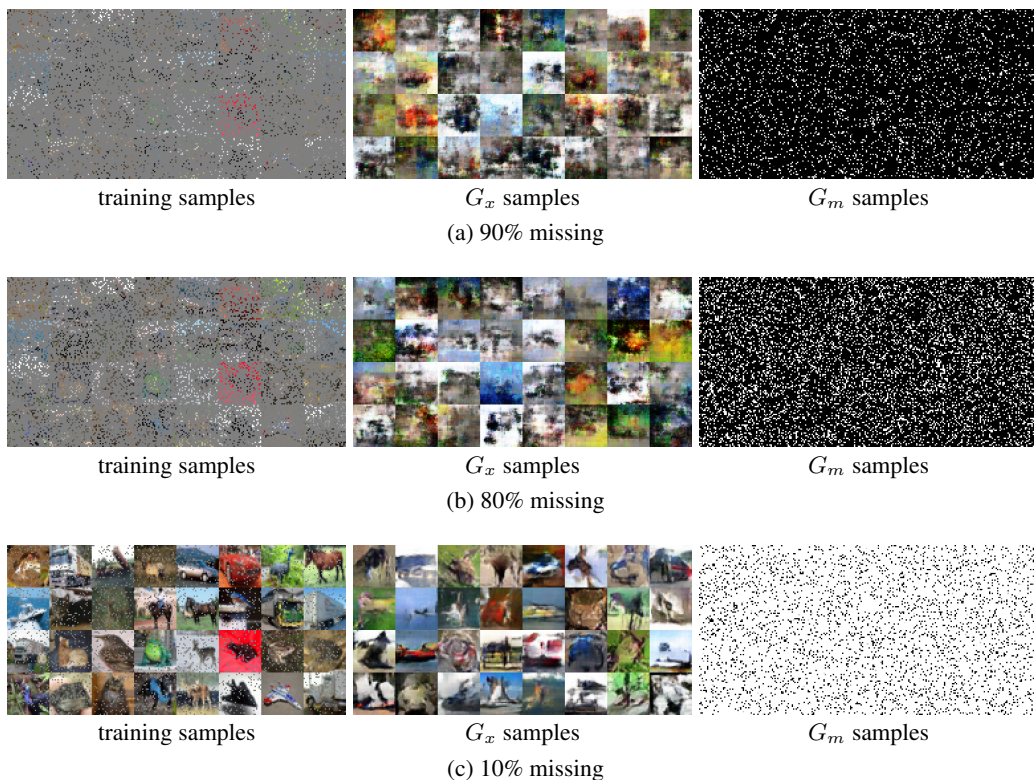 training samples
G_x samples
G_m samples
(a) 90% missing
training samples
G_x samples
G_m samples
(b) 80% missing
training samples
G_x samples
G_m samples
(c) 10% missing